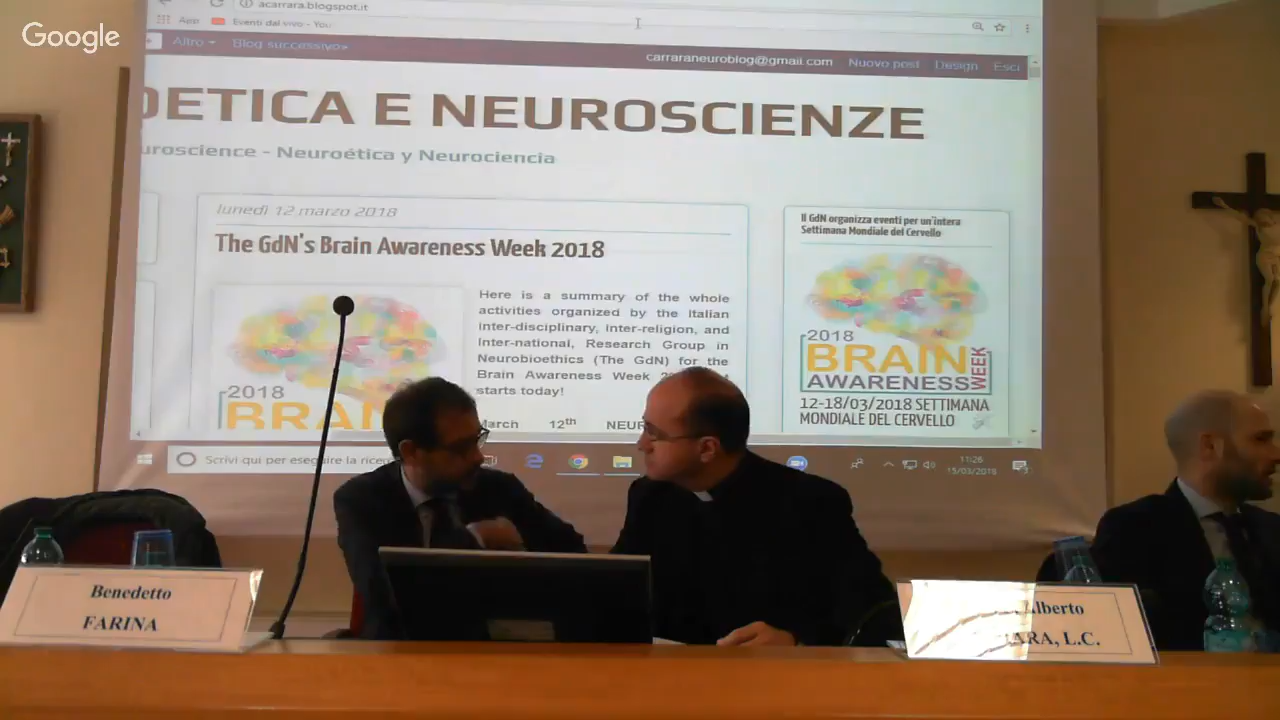 Google
acarrara.blogspot.it
App Eventi dal vivo - You
Altro Blog successivo» carraraneuroblog@gmail.com Nuovo post Design Esci
OETICA E NEUROSCIENZE
uroscience - Neuroética y Neurociencia
lunedì 12 marzo 2018
The GdN's Brain Awareness Week 2018
Here is a summary of the whole
activities organized by the Italian
Inter-disciplinary, Inter-religion, and
Inter-national, Research Group in
Neurobioethics (The GdN) for the
Brain Awareness Week
starts today!
March 12th NEUR
2018
BRAIN
Il GdN organizza eventi per un'intera
Settimana Mondiale del Cervello
2018
BRAIN
AWARENESS
WEEK
12-18/03/2018 SETTIMANA
MONDIALE DEL CERVELLO
Scrivi qui per eseguire la ricerc
11:26
15/03/2018
Benedetto
FARINA
Alberto
ARA, L.C.